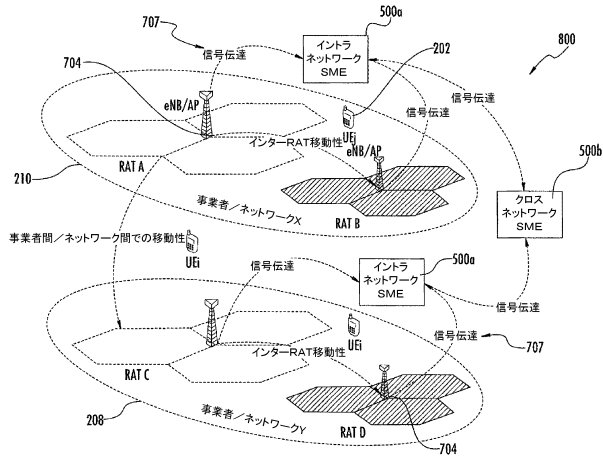 707
500a
イントラ
ネットワーク
SME
202
800
信号伝達
704
eNB/AP
UEi
信号伝達
信号伝達
インターRAT移動性
eNB/AP
RAT A
210
事業者／ネットワークX
RAT B
500b
クロス
ネットワーク
SME
事業者間／ネットワーク間での移動性
UEi
信号伝達
イントラ
ネットワーク
SME
500a
信号伝達
UEi
信号伝達
707
インターRAT移動性
RAT C
208
事業者／ネットワークY
RAT D
704